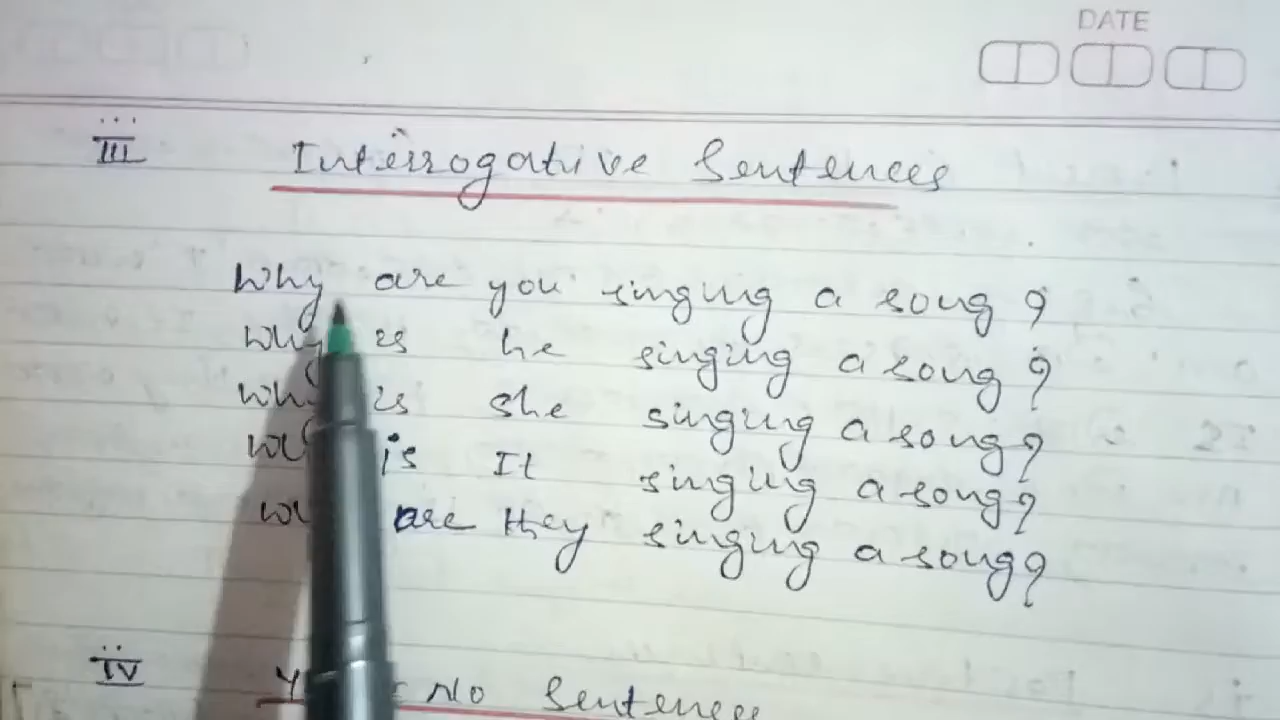 DATE
III Interrogative Sentences
Why are you singing a song?
Why is he singing a song?
is she singing a song?
is It singing a song?
are they singing a song?
IV No Sentences